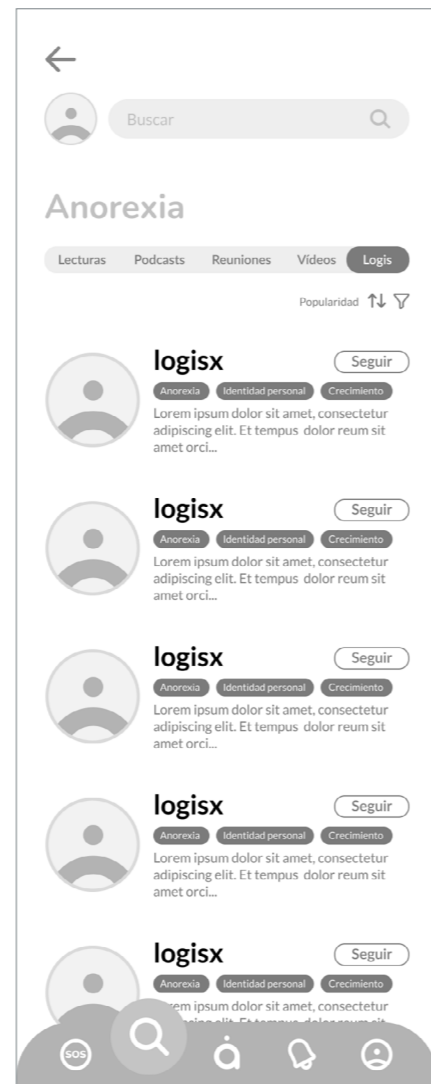 Buscar
Anorexia
Lecturas Podcasts Reuniones Vídeos Logis
Popularidad
logisx Seguir
Anorexia Identidad personal Crecimiento
Lorem ipsum dolor sit amet, consectetur
adipiscing elit. Et tempus dolor reum sit
amet orci...
logisx Seguir
Anorexia Identidad personal Crecimiento
Lorem ipsum dolor sit amet, consectetur
adipiscing elit. Et tempus dolor reum sit
amet orci...
logisx Seguir
Anorexia Identidad personal Crecimiento
Lorem ipsum dolor sit amet, consectetur
adipiscing elit. Et tempus dolor reum sit
amet orci...
logisx Seguir
Anorexia Identidad personal Crecimiento
Lorem ipsum dolor sit amet, consectetur
adipiscing elit. Et tempus dolor reum sit
amet orci...
logisx Seguir
Anorexia Identidad personal Crecimiento
ipsum dolor sit amet, consectetur
SOS ȧ